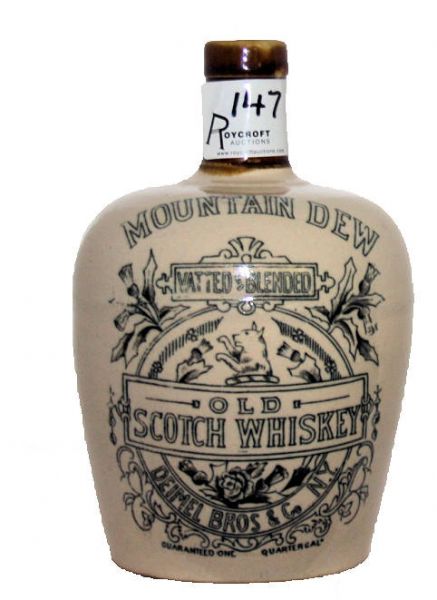 147
ROYCROFT
AUCTIONS
MOUNTAIN DEW
VATTED & BLENDED
OLD
SCOTCH WHISKEY
DEIMEL BROS & Co. N.Y.
GUARANTEED ONE QUARTER GAL